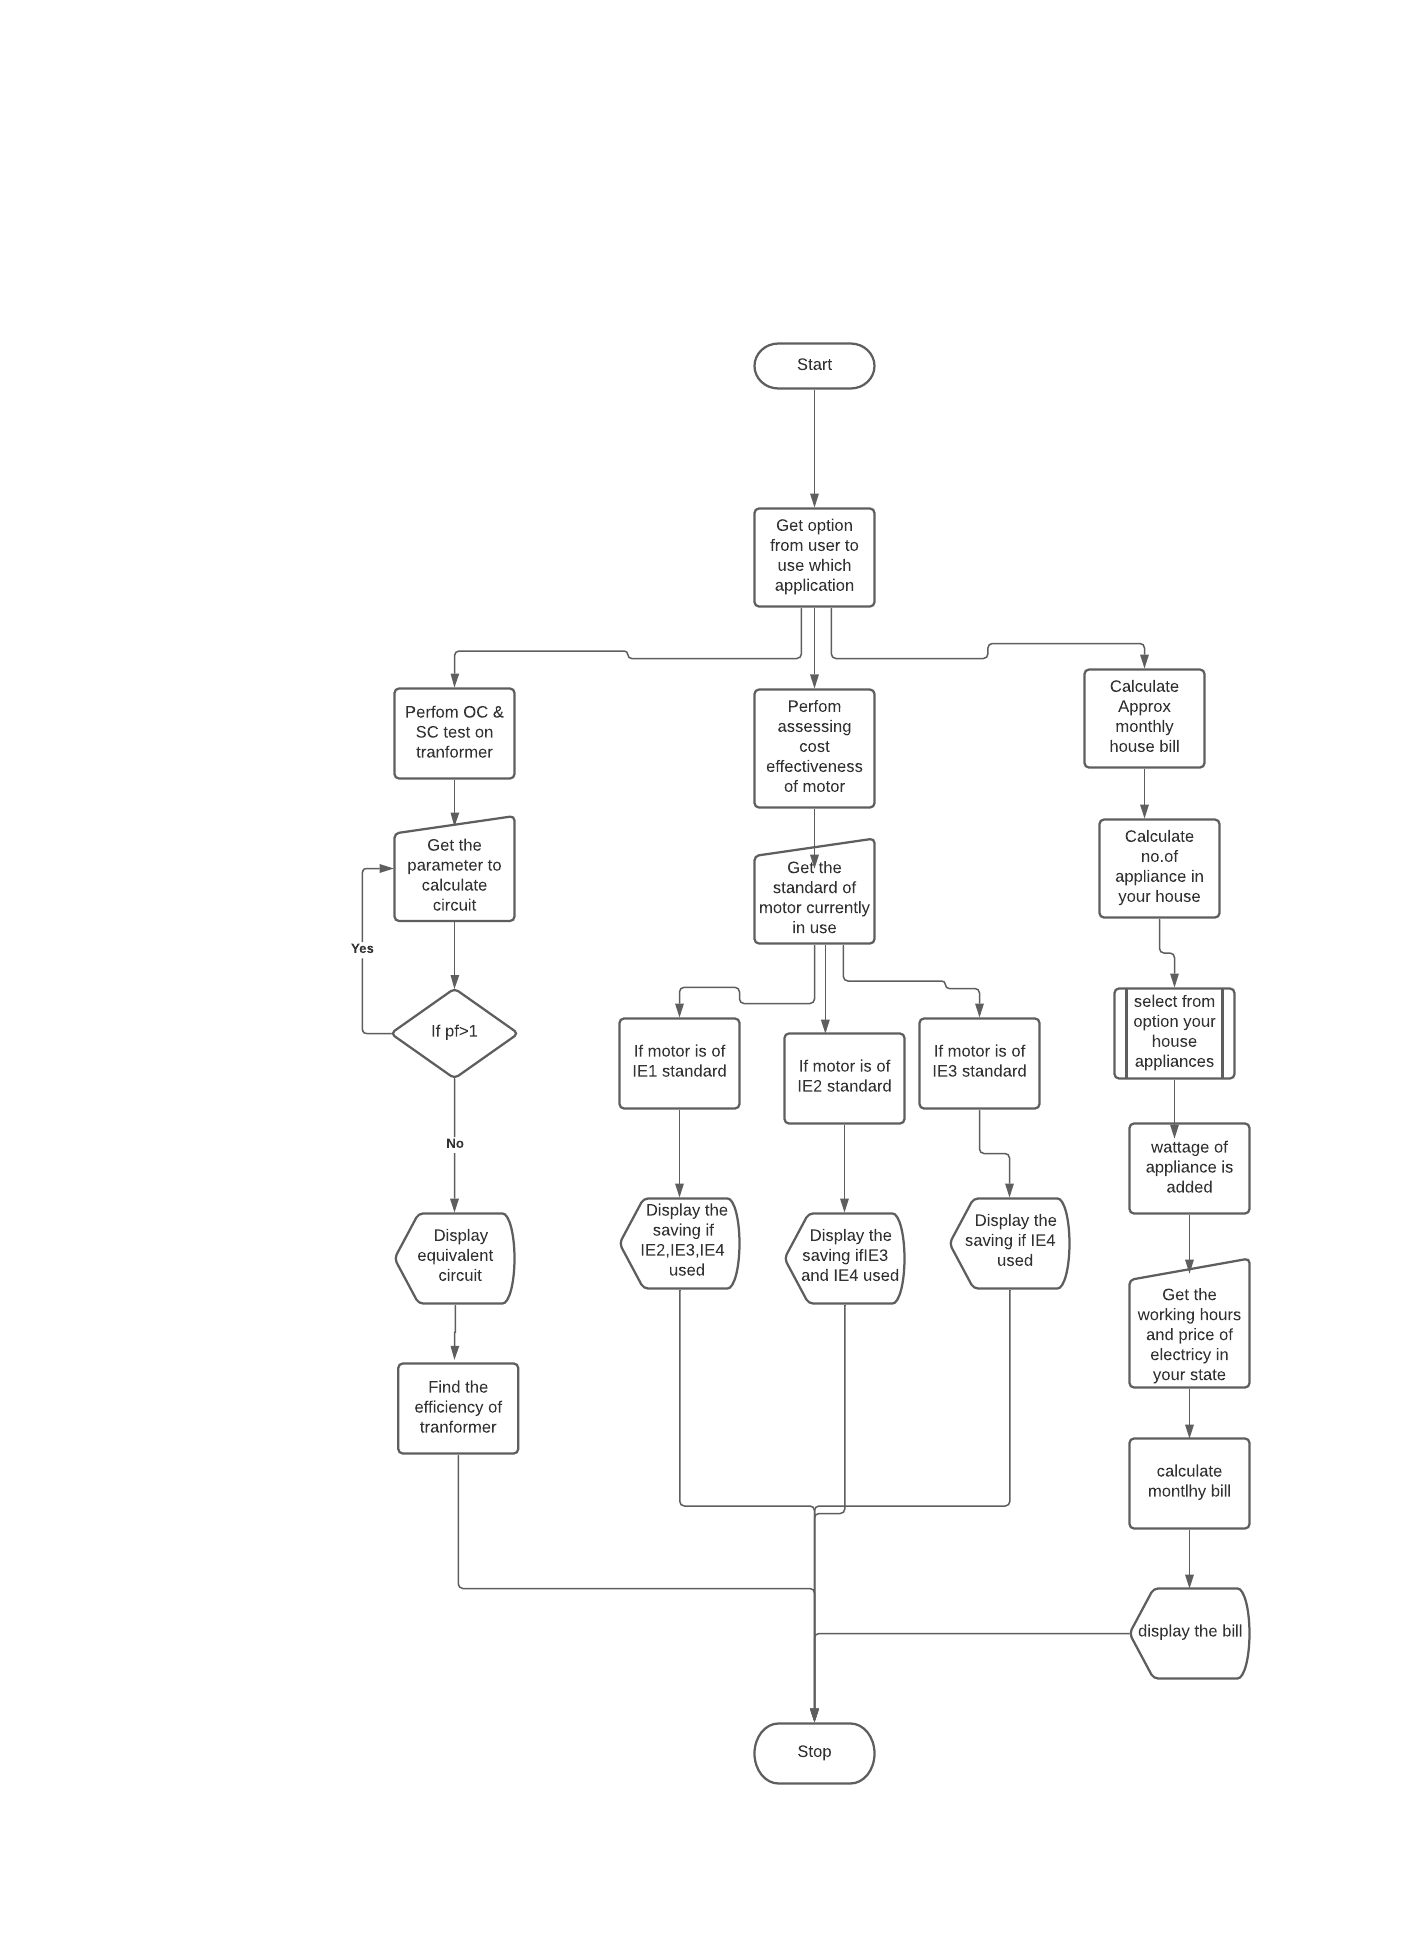 Start
Get option
from user to
use which
application
Perfom OC &
SC test on
tranformer
Get the
parameter to
calculate
circuit
Yes
If pf>1
No
Display
equivalent
circuit
Find the
efficiency of
tranformer
Perfom
assessing
cost
effectiveness
of motor
Get the
standard of
motor currently
in use
If motor is of
IE1 standard
If motor is of
IE2 standard
If motor is of
IE3 standard
Display the
saving if
IE2,IE3,IE4
used
Display the
saving ifIE3
and IE4 used
Display the
saving if IE4
used
Calculate
Approx
monthly
house bill
Calculate
no.of
appliance in
your house
select from
option your
house
appliances
wattage of
appliance is
added
Get the
working hours
and price of
electricy in
your state
calculate
montlhy bill
display the bill
Stop